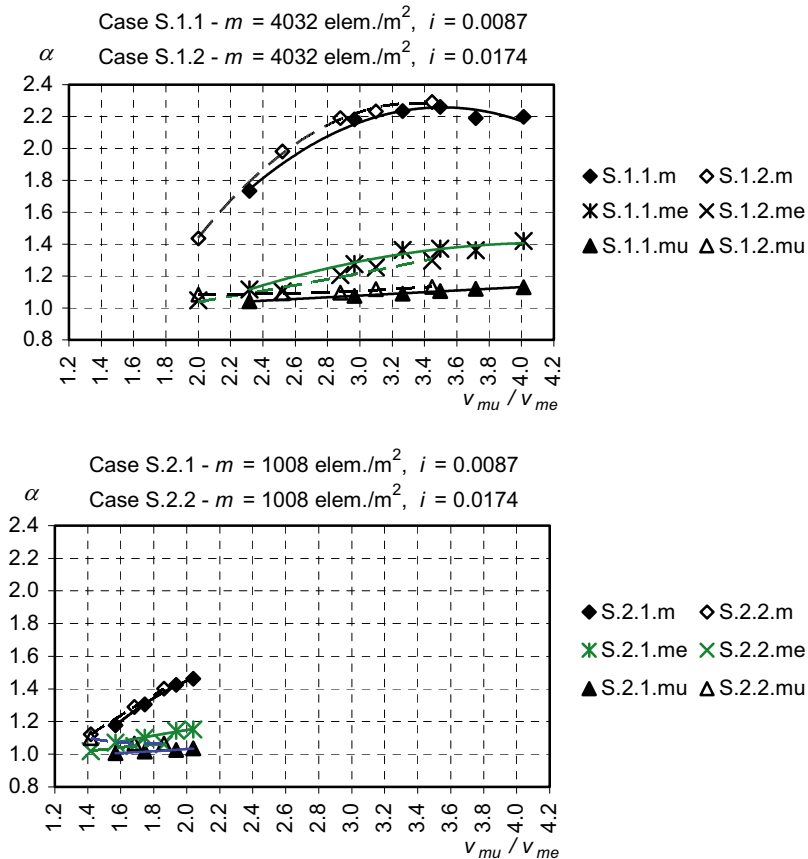 Case S.1.1 - m = 4032 elem./m², i = 0.0087
α Case S.1.2 - m = 4032 elem./m², i = 0.0174
2.4
2.2
2.0
1.8
1.6
1.4
1.2
1.0
0.8
1.2 1.4 1.6 1.8 2.0 2.2 2.4 2.6 2.8 3.0 3.2 3.4 3.6 3.8 4.0 4.2
v mu / v me
S.1.1.m S.1.2.m
S.1.1.me S.1.2.me
S.1.1.mu S.1.2.mu
Case S.2.1 - m = 1008 elem./m², i = 0.0087
α Case S.2.2 - m = 1008 elem./m², i = 0.0174
2.4
2.2
2.0
1.8
1.6
1.4
1.2
1.0
0.8
1.2 1.4 1.6 1.8 2.0 2.2 2.4 2.6 2.8 3.0 3.2 3.4 3.6 3.8 4.0 4.2
v mu / v me
S.2.1.m S.2.2.m
S.2.1.me S.2.2.me
S.2.1.mu S.2.2.mu